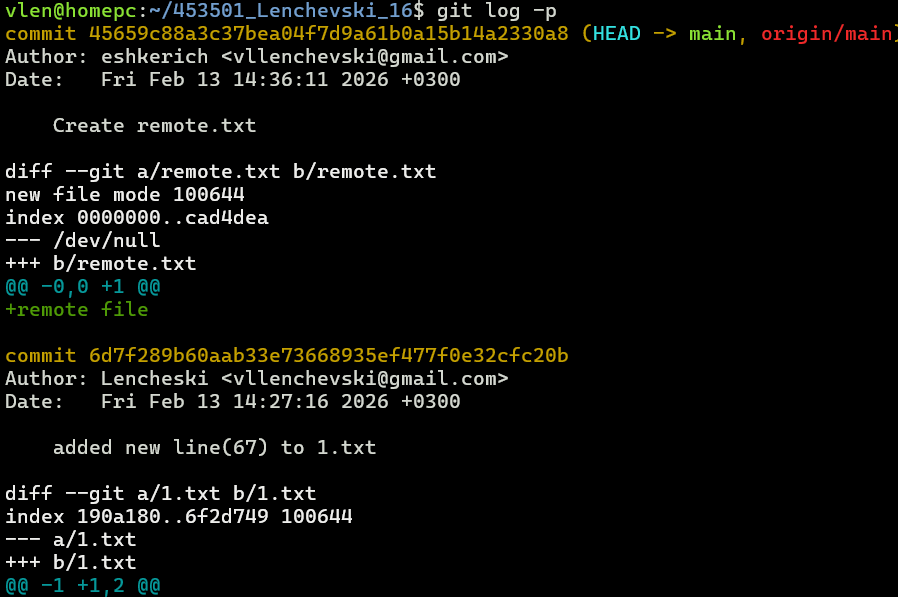 vlen@homepc:~/453501_Lenchevski_16$ git log -p
commit 45659c88a3c37bea04f7d9a61b0a15b14a2330a8 (HEAD -> main, origin/main)
Author: eshkerich <vllenchevski@gmail.com>
Date:   Fri Feb 13 14:36:11 2026 +0300

    Create remote.txt

diff --git a/remote.txt b/remote.txt
new file mode 100644
index 0000000..cad4dea
--- /dev/null
+++ b/remote.txt
@@ -0,0 +1 @@
+remote file

commit 6d7f289b60aab33e73668935ef477f0e32cfc20b
Author: Lencheski <vllenchevski@gmail.com>
Date:   Fri Feb 13 14:27:16 2026 +0300

    added new line(67) to 1.txt

diff --git a/1.txt b/1.txt
index 190a180..6f2d749 100644
--- a/1.txt
+++ b/1.txt
@@ -1 +1,2 @@